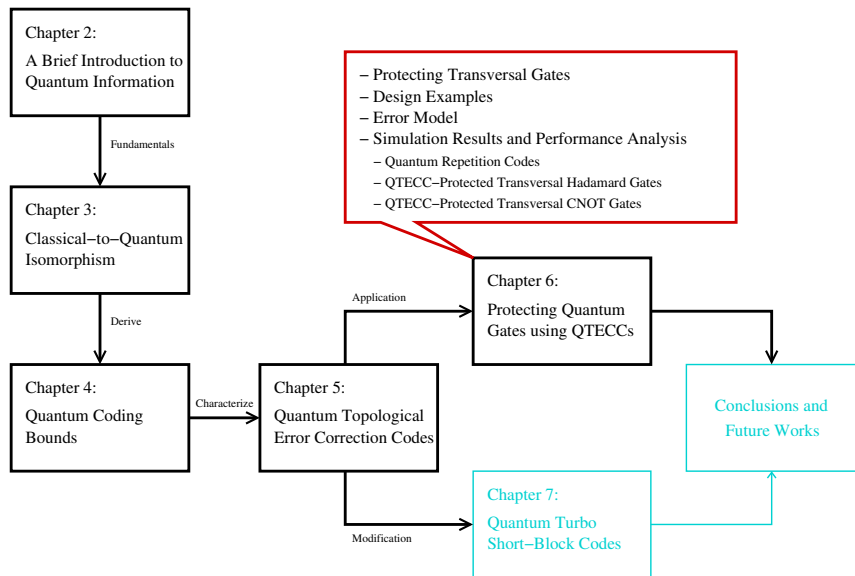 Chapter 2:
A Brief Introduction to
Quantum Information
Fundamentals
Chapter 3:
Classical−to−Quantum
Isomorphism
Derive
Chapter 4:
Quantum Coding
Bounds
Characterize
Chapter 5:
Quantum Topological
Error Correction Codes
Application
Modification
− Protecting Transversal Gates
− Design Examples
− Error Model
− Simulation Results and Performance Analysis
− Quantum Repetition Codes
− QTECC−Protected Transversal Hadamard Gates
− QTECC−Protected Transversal CNOT Gates
Chapter 6:
Protecting Quantum
Gates using QTECCs
Chapter 7:
Quantum Turbo
Short−Block Codes
Conclusions and
Future Works